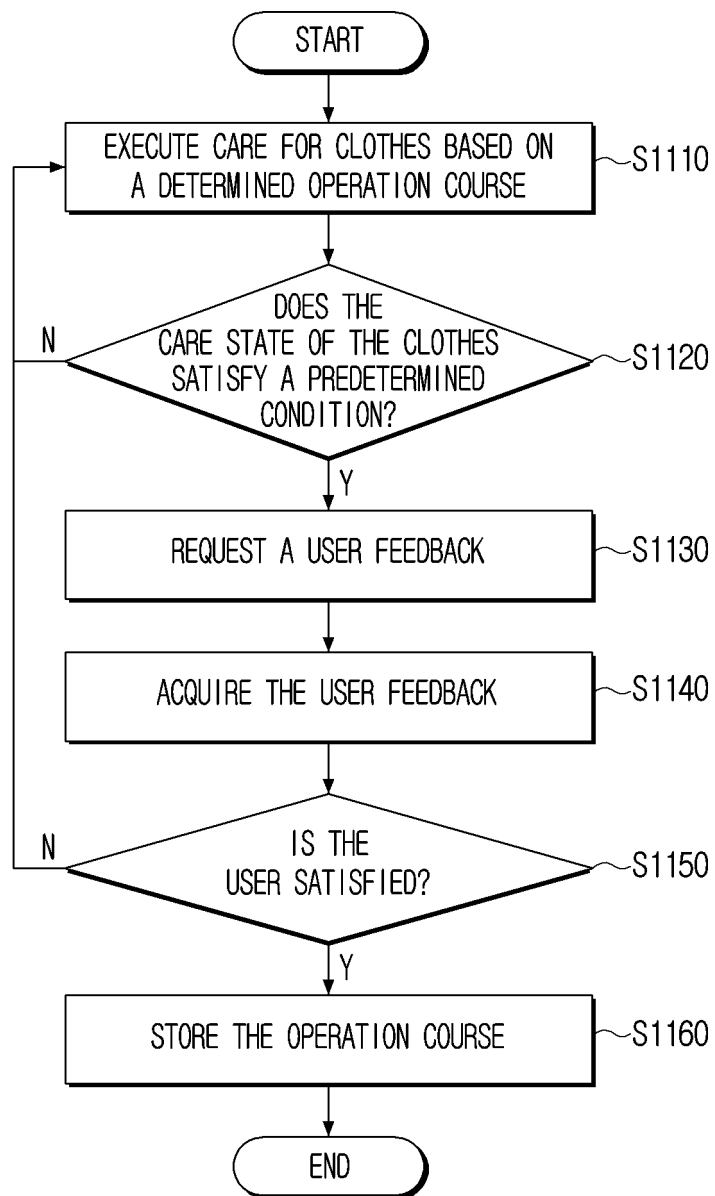 START
EXECUTE CARE FOR CLOTHES BASED ON
A DETERMINED OPERATION COURSE
S1110
DOES THE
CARE STATE OF THE CLOTHES
SATISFY A PREDETERMINED
CONDITION?
S1120
N
Y
REQUEST A USER FEEDBACK
S1130
ACQUIRE THE USER FEEDBACK
S1140
IS THE
USER SATISFIED?
S1150
N
Y
STORE THE OPERATION COURSE
S1160
END